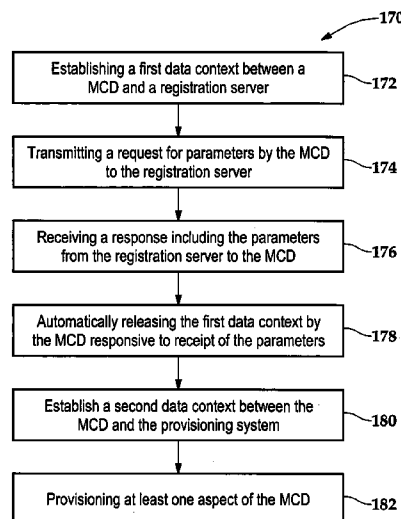 170
Establishing a first data context between a
MCD and a registration server
172
Transmitting a request for parameters by the MCD
to the registration server
174
Receiving a response including the parameters
from the registration server to the MCD
176
Automatically releasing the first data context by
the MCD responsive to receipt of the parameters
178
Establish a second data context between the
MCD and the provisioning system
180
Provisioning at least one aspect of the MCD
182